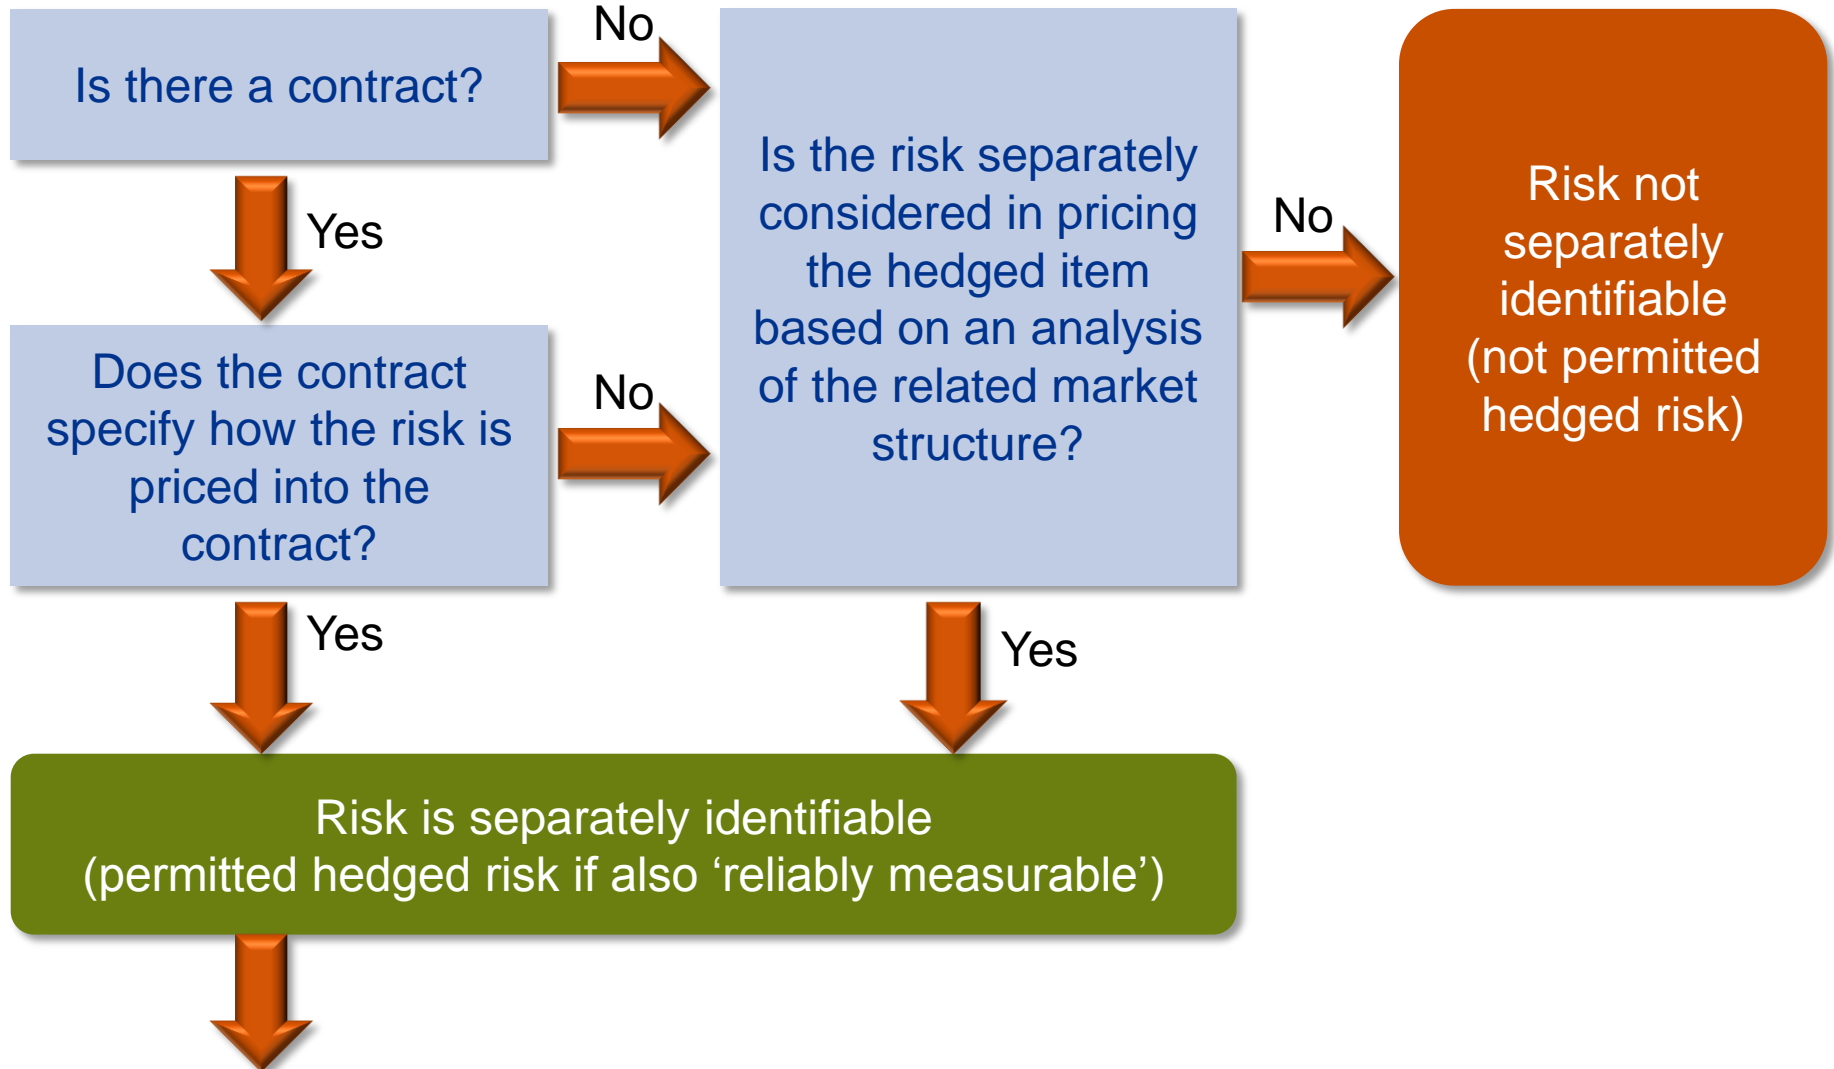 Is there a contract?
No
Yes
Does the contract
specify how the risk is
priced into the
contract?
No
Yes
Is the risk separately
considered in pricing
the hedged item
based on an analysis
of the related market
structure?
No
Yes
Risk not
separately
identifiable
(not permitted
hedged risk)
Risk is separately identifiable
(permitted hedged risk if also ‘reliably measurable’)